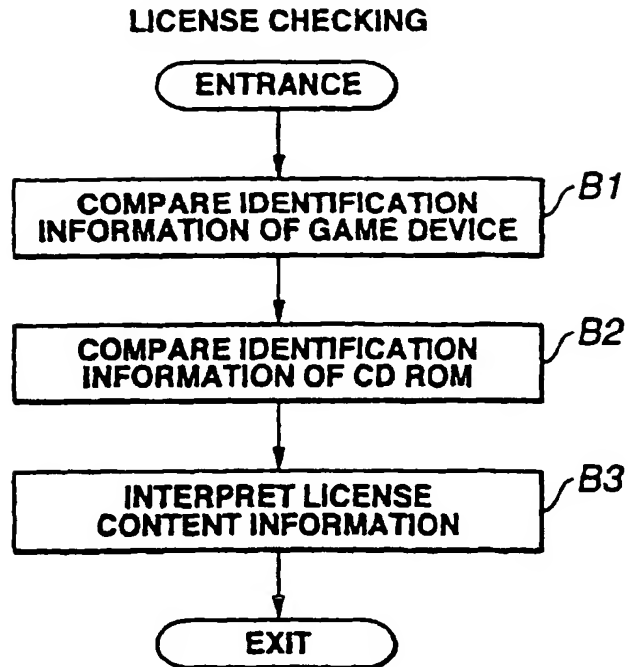 LICENSE CHECKING
ENTRANCE
COMPARE IDENTIFICATION
INFORMATION OF GAME DEVICE
B1
COMPARE IDENTIFICATION
INFORMATION OF CD ROM
B2
INTERPRET LICENSE
CONTENT INFORMATION
B3
EXIT